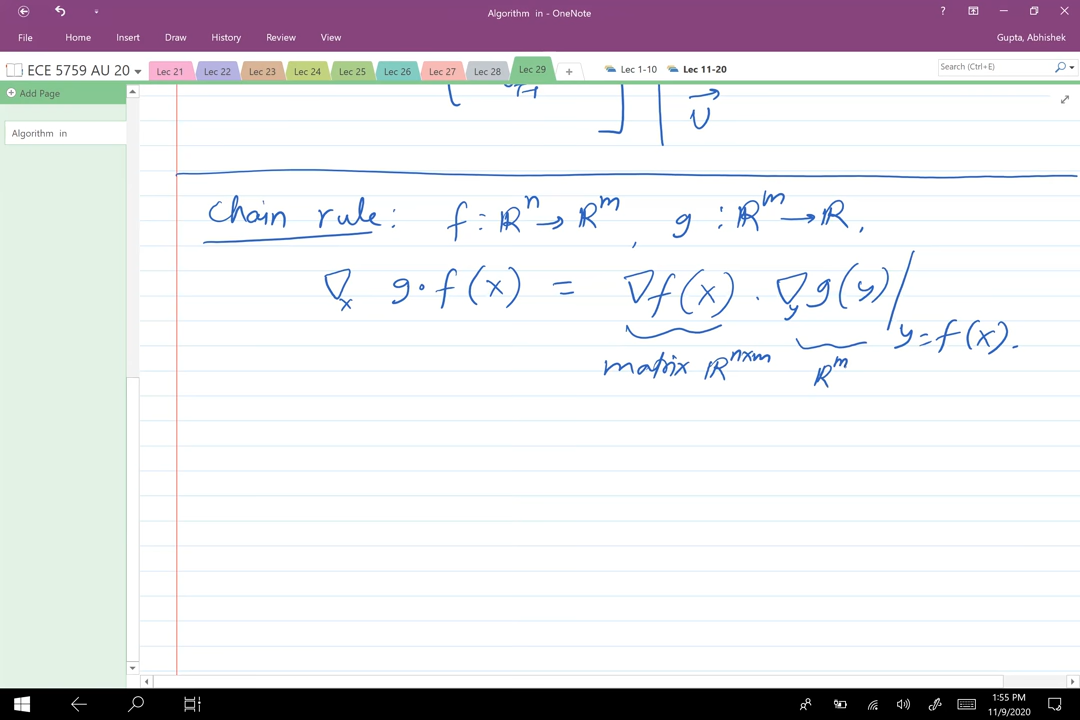 Algorithm in - OneNote
?
File Home Insert Draw History Review View
Gupta, Abhishek
ECE 5759 AU 20
Lec 21 Lec 22 Lec 23 Lec 24 Lec 25 Lec 26 Lec 27 Lec 28 Lec 29 + Lec 1-10 Lec 11-20
Search (Ctrl+E)
Add Page
Algorithm in
Chain rule: f : ℝⁿ → ℝᵐ, g : ℝᵐ → ℝ,
∇ₓ g∘f(x) = ∇f(x) . ∇_y g(y) |
y = f(x).
matrix ℝⁿˣᵐ ℝᵐ
1:55 PM
11/9/2020